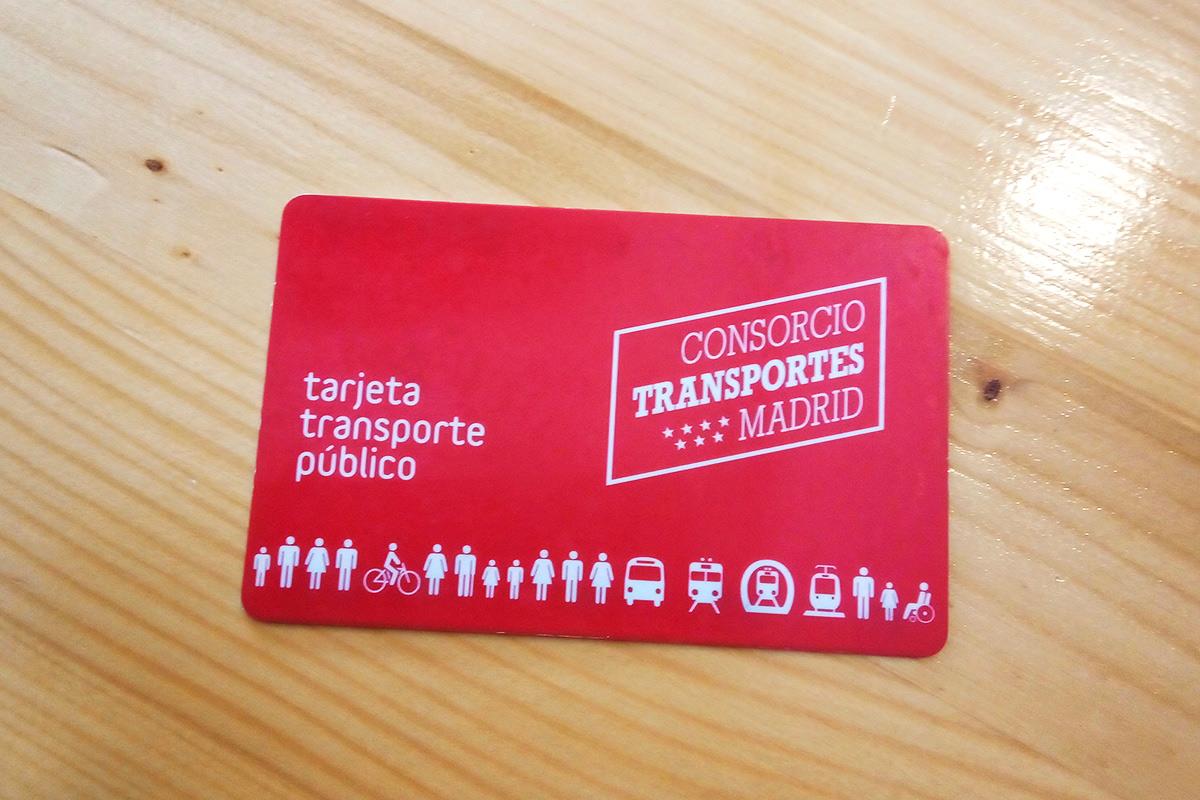 tarjeta
transporte
público
CONSORCIO
TRANSPORTES
MADRID